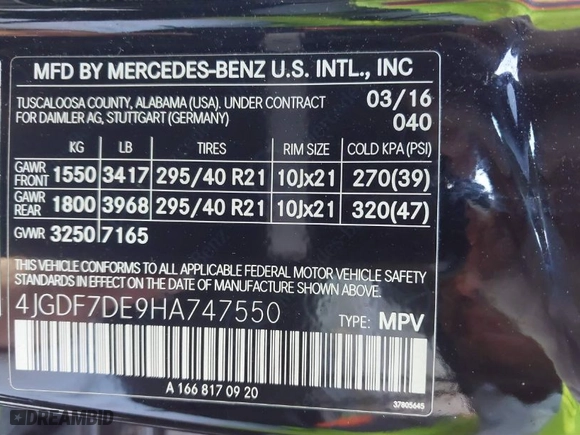 MFD BY MERCEDES-BENZ U.S. INTL., INC
TUSCALOOSA COUNTY, ALABAMA (USA). UNDER CONTRACT 03/16
FOR DAIMLER AG, STUTTGART (GERMANY) 040
KG LB TIRES RIM SIZE COLD KPA (PSI)
GAWR FRONT 1550 3417 295/40 R21 10Jx21 270(39)
GAWR REAR 1800 3968 295/40 R21 10Jx21 320(47)
GVWR 3250 7165
THIS VEHICLE CONFORMS TO ALL APPLICABLE FEDERAL MOTOR VEHICLE SAFETY
STANDARDS IN EFFECT ON THE DATE OF MANUFACTURE SHOWN ABOVE.
4JGDF7DE9HA747550 TYPE: MPV
A 166 817 09 20
37805645
DREAMBID